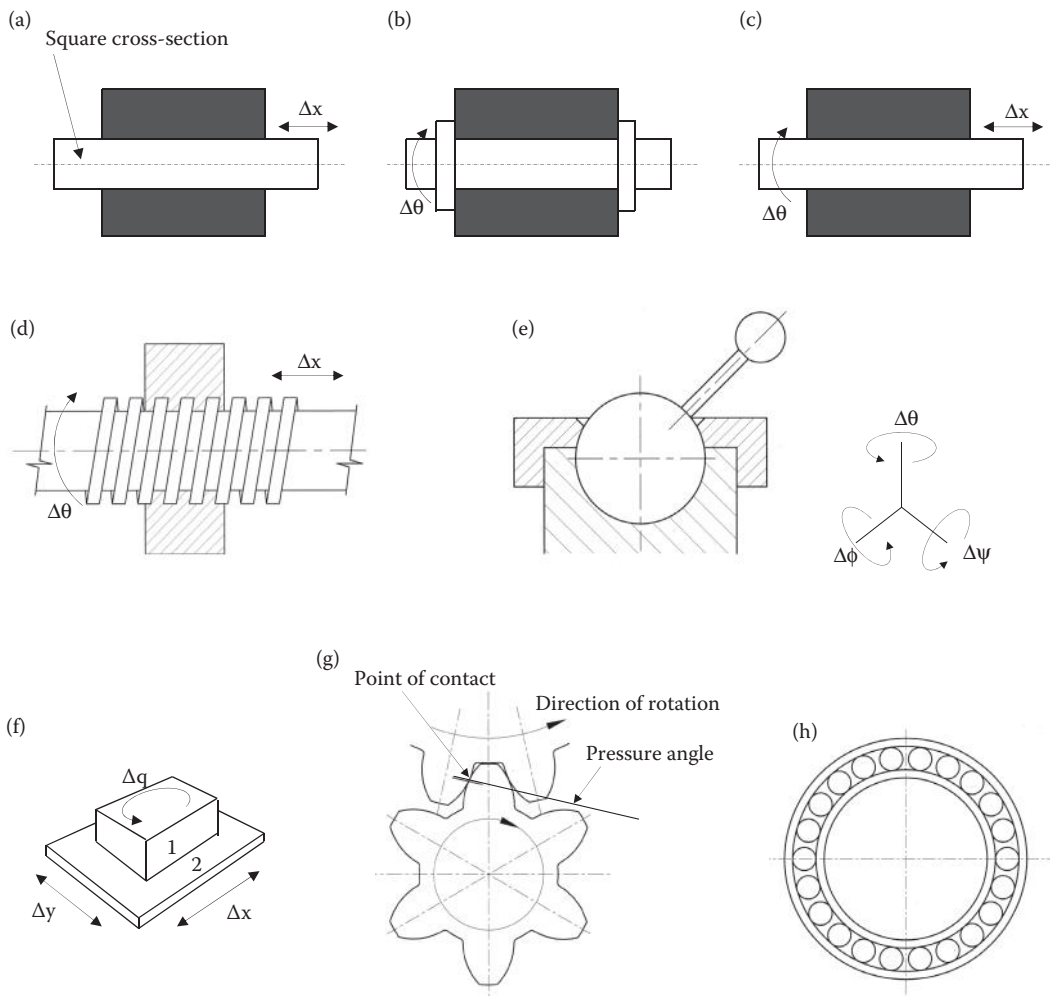 (a)
(b)
(c)
Square cross-section
Δx
Δθ
Δx
Δθ
(d)
(e)
Δx
Δθ
Δθ
Δϕ
Δψ
(f)
(g)
(h)
Point of contact
Direction of rotation
Pressure angle
Δq
1
2
Δy
Δx